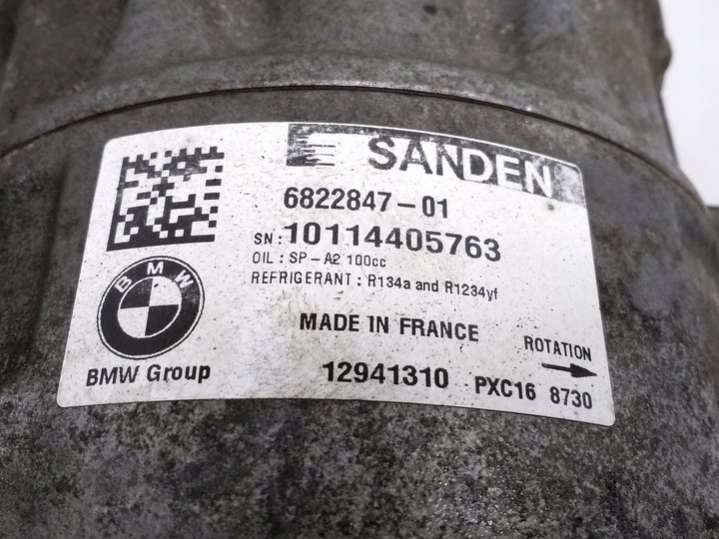 SANDEN
6822847-01
SN: 10114405763
OIL : SP-A2 100cc
REFRIGERANT : R134a and R1234yf
BMW
MADE IN FRANCE
ROTATION
BMW Group
12941310 PXC16 8730